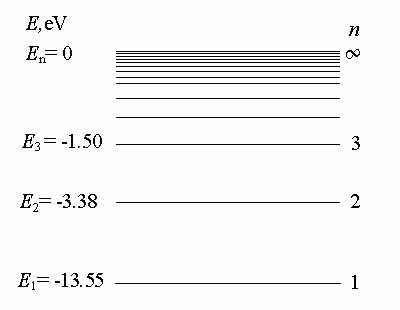 E,eV n
Eₙ= 0 ∞
E₃= -1.50 3
E₂= -3.38 2
E₁= -13.55 1